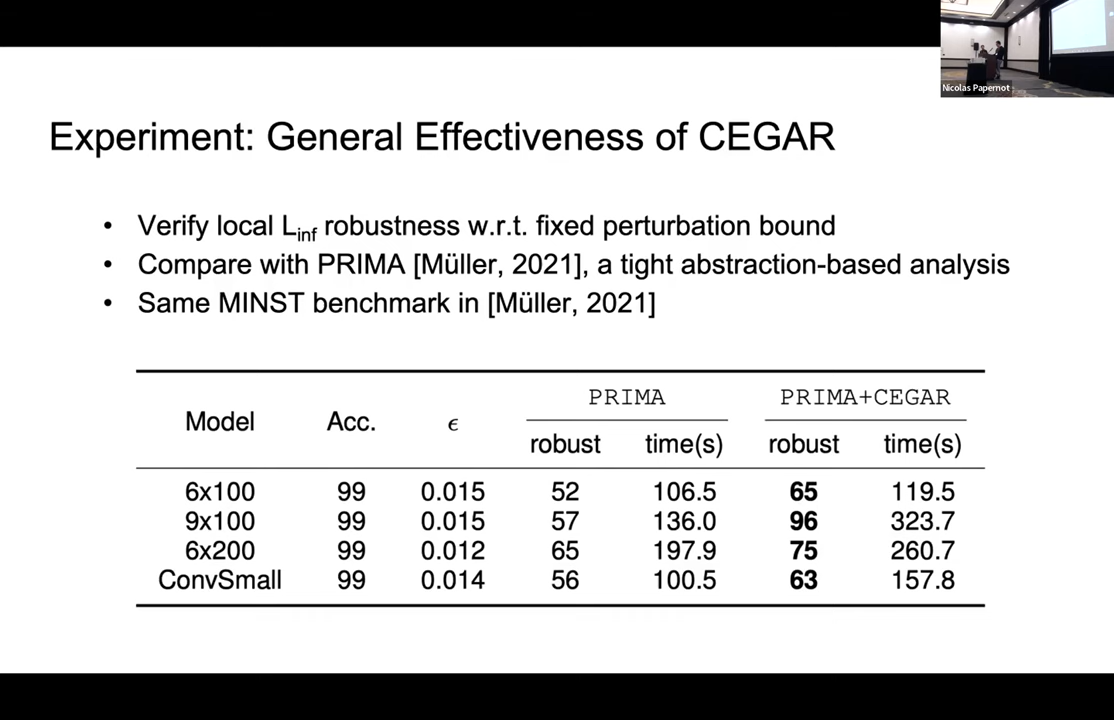 Nicolas Papernot
Experiment: General Effectiveness of CEGAR
• Verify local Linf robustness w.r.t. fixed perturbation bound
• Compare with PRIMA [Müller, 2021], a tight abstraction-based analysis
• Same MINST benchmark in [Müller, 2021]
PRIMA PRIMA+CEGAR
Model Acc. ϵ
robust time(s) robust time(s)
6x100 99 0.015 52 106.5 65 119.5
9x100 99 0.015 57 136.0 96 323.7
6x200 99 0.012 65 197.9 75 260.7
ConvSmall 99 0.014 56 100.5 63 157.8